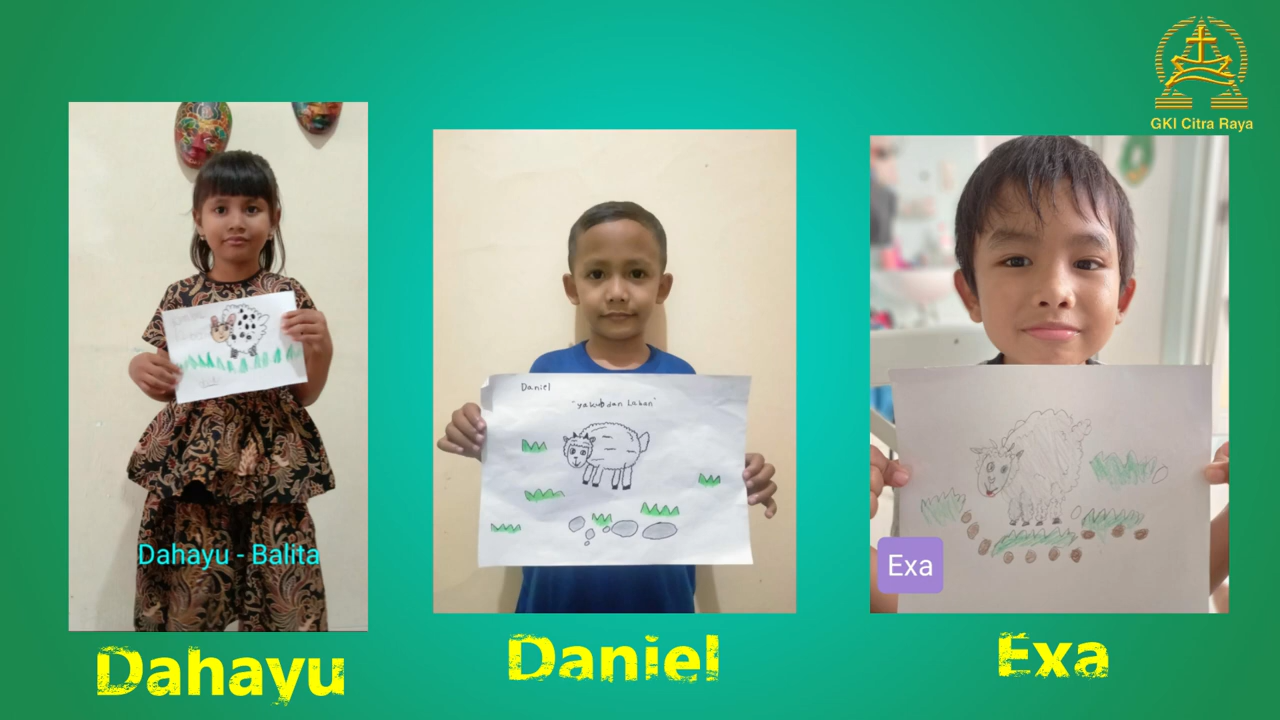 GKI Citra Raya
Dahayu - Balita
Daniel
"yakub dan Laban"
Exa
Dahayu
Daniel
Exa